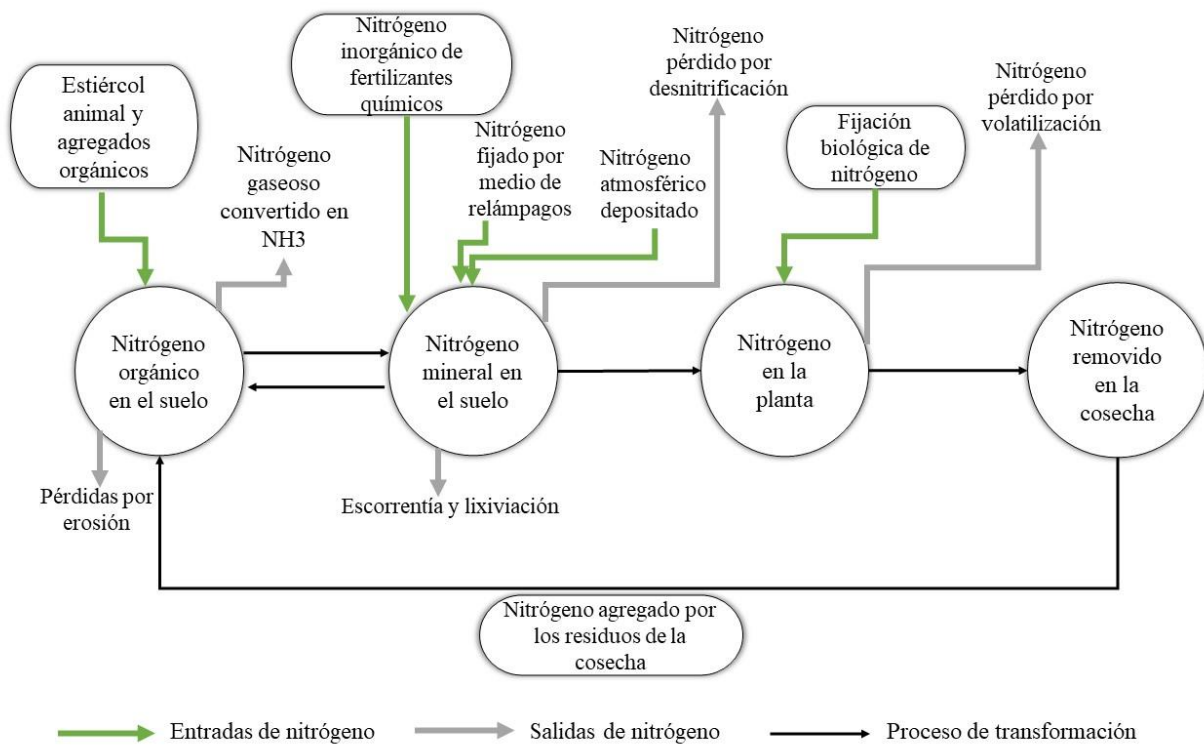 Estiércol
animal y
agregados
orgánicos
Nitrógeno
inorgánico de
fertilizantes
químicos
Nitrógeno
pérdido por
desnitrificación
Nitrógeno
pérdido por
volatilización
Fijación
biológica de
nitrógeno
Nitrógeno
gaseoso
convertido en
NH3
Nitrógeno
fijado por
medio de
relámpagos
Nitrógeno
atmosférico
depositado
Nitrógeno
orgánico
en el suelo
Nitrógeno
mineral en
el suelo
Nitrógeno
en la
planta
Nitrógeno
removido
en la
cosecha
Pérdidas por
erosión
Escorrentía y lixiviación
Nitrógeno agregado por
los residuos de la
cosecha
Entradas de nitrógeno
Salidas de nitrógeno
Proceso de transformación